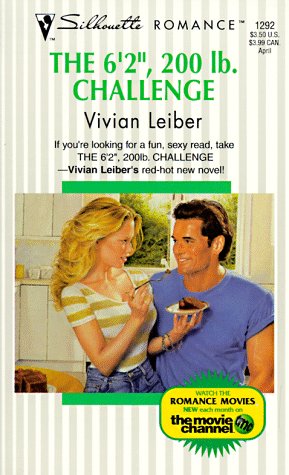 Silhouette ROMANCE™
1292
$3.50 U.S.
$3.99 CAN.
April
THE 6'2", 200 lb.
CHALLENGE
Vivian Leiber
If you're looking for a fun, sexy read, take
THE 6'2", 200lb. CHALLENGE
—Vivian Leiber's red-hot new novel!
WATCH THE
ROMANCE MOVIES
NEW each month on
the movie
channel
tmc